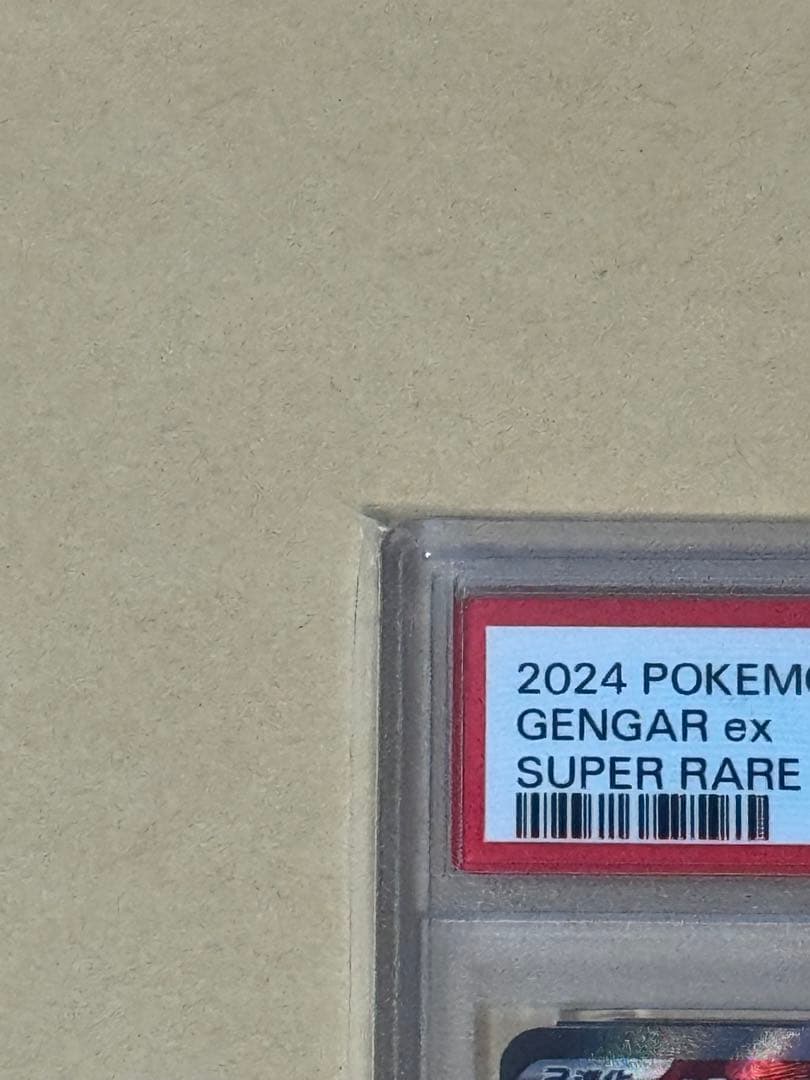 2024 POKEM
GENGAR ex
SUPER RARE